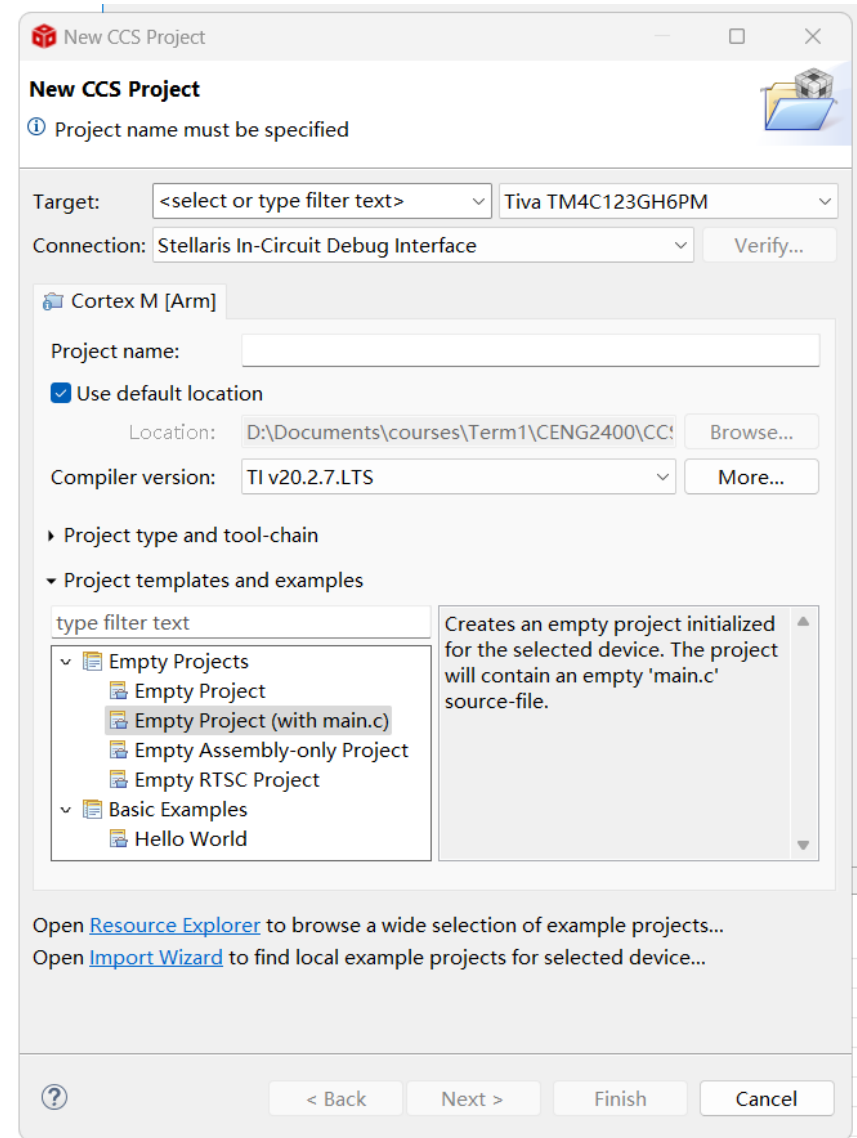 New CCS Project
New CCS Project
Project name must be specified
Target: <select or type filter text> Tiva TM4C123GH6PM
Connection: Stellaris In-Circuit Debug Interface Verify...
Cortex M [Arm]
Project name:
Use default location
Location: D:\Documents\courses\Term1\CENG2400\CCS Browse...
Compiler version: TI v20.2.7.LTS More...
Project type and tool-chain
Project templates and examples
type filter text
Creates an empty project initialized
for the selected device. The project
will contain an empty 'main.c'
source-file.
Empty Projects
Empty Project
Empty Project (with main.c)
Empty Assembly-only Project
Empty RTSC Project
Basic Examples
Hello World
Open Resource Explorer to browse a wide selection of example projects...
Open Import Wizard to find local example projects for selected device...
< Back Next > Finish Cancel